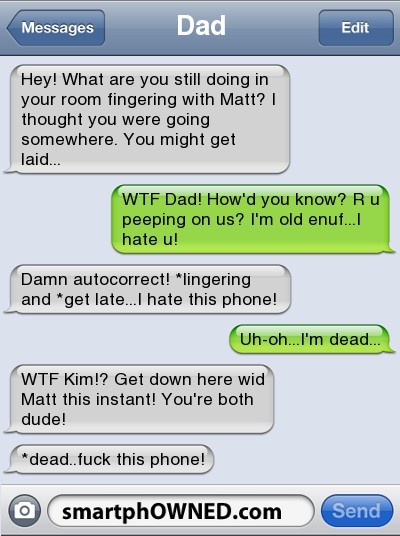 Messages
Dad
Edit
Hey! What are you still doing in
your room fingering with Matt? I
thought you were going
somewhere. You might get
laid...
WTF Dad! How'd you know? R u
peeping on us? I'm old enuf...I
hate u!
Damn autocorrect! *lingering
and *get late...I hate this phone!
Uh-oh...I'm dead...
WTF Kim!? Get down here wid
Matt this instant! You're both
dude!
*dead..fuck this phone!
smartphOWNED.com
Send